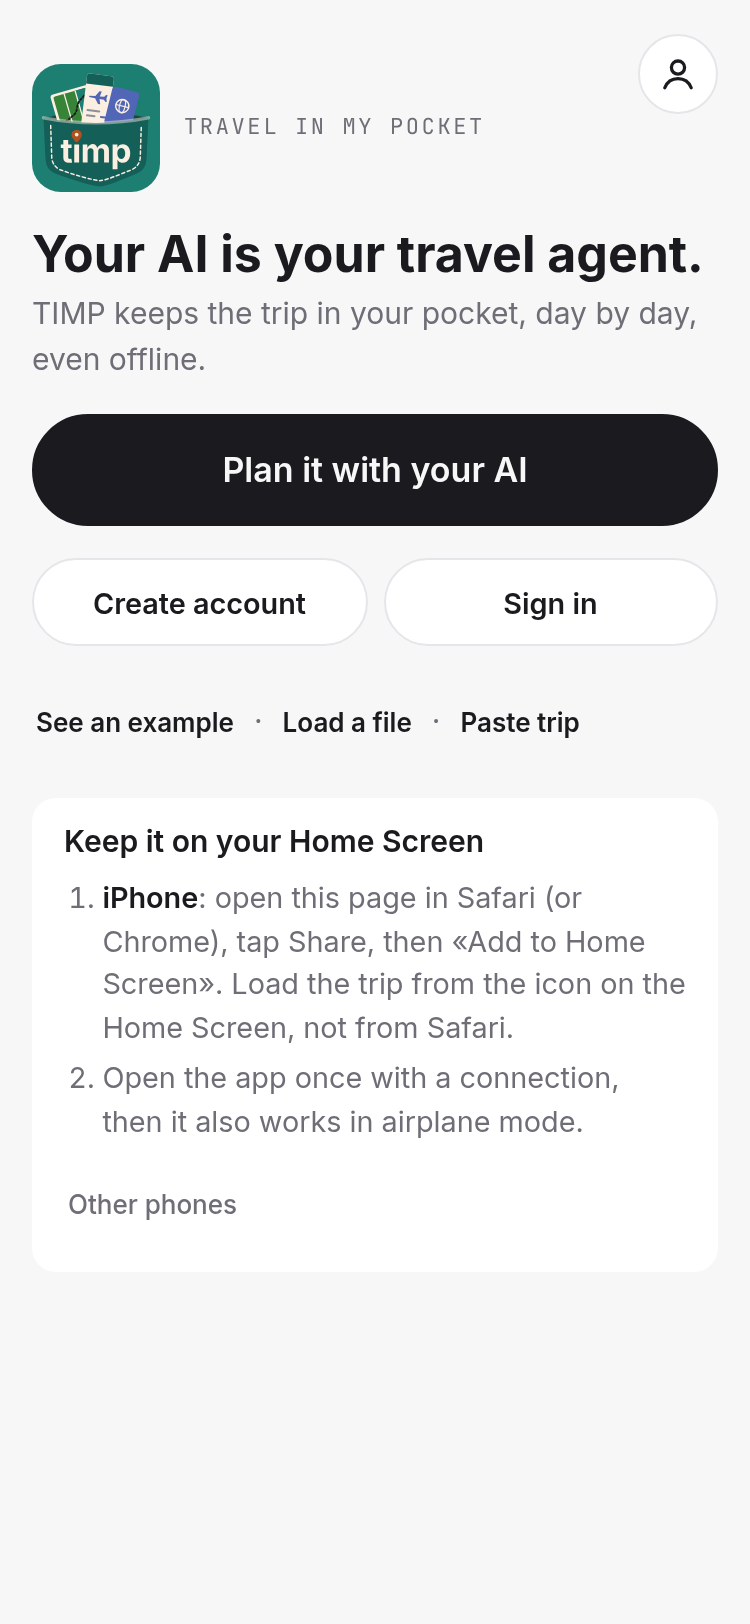 timp
TRAVEL IN MY POCKET
Your AI is your travel agent.
TIMP keeps the trip in your pocket, day by day,
even offline.
Plan it with your AI
Create account
Sign in
See an example · Load a file · Paste trip
Keep it on your Home Screen
1. iPhone: open this page in Safari (or
Chrome), tap Share, then «Add to Home
Screen». Load the trip from the icon on the
Home Screen, not from Safari.
2. Open the app once with a connection,
then it also works in airplane mode.
Other phones